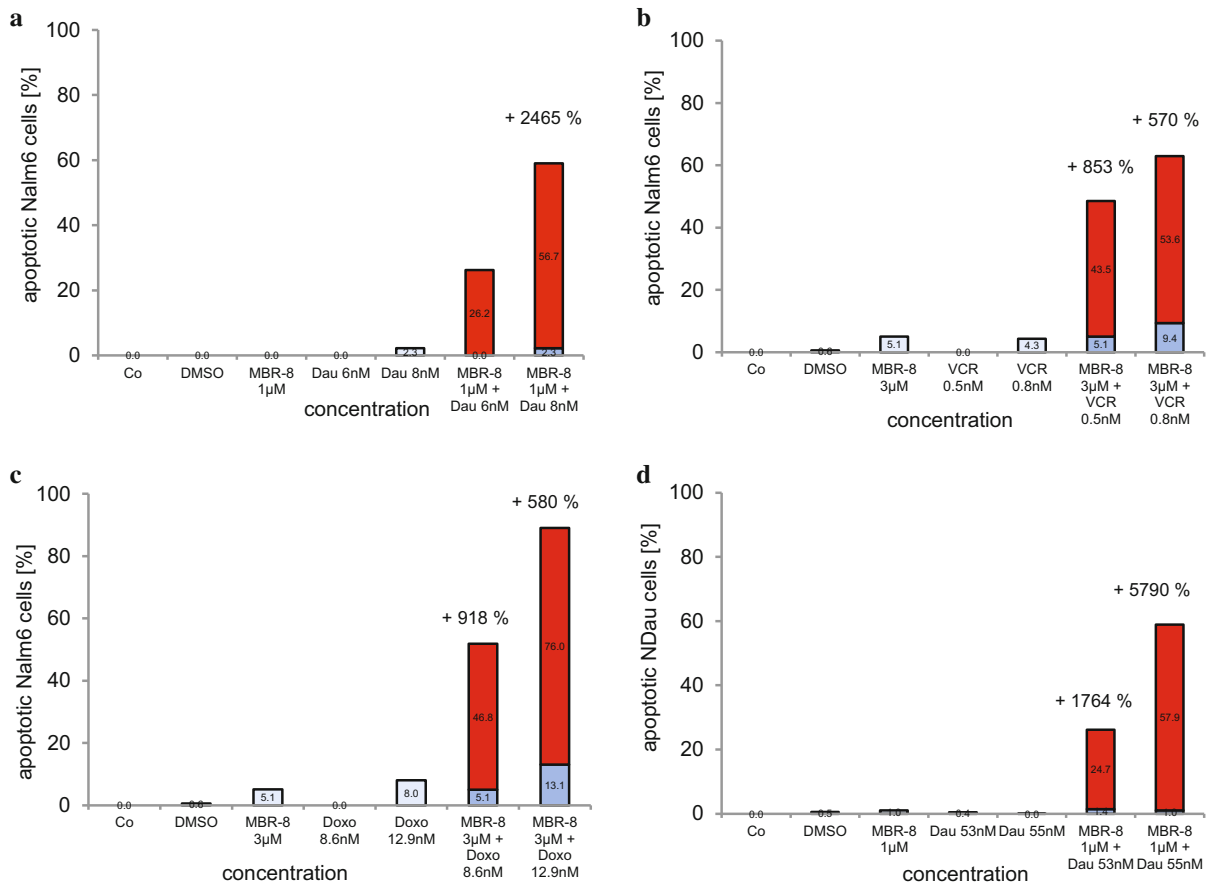 a
apoptotic Nalm6 cells [%]
100
80
60
40
20
0
+ 2465 %
0.0
0.0
0.0
0.0
2.3
26.2
0.0
56.7
2.3
Co
DMSO
MBR-8
1µM
Dau 6nM
Dau 8nM
MBR-8
1µM +
Dau 6nM
MBR-8
1µM +
Dau 8nM
concentration
b
apoptotic Nalm6 cells [%]
100
80
60
40
20
0
+ 853 %
+ 570 %
0.0
0.6
5.1
0.0
4.3
43.5
5.1
53.6
9.4
Co
DMSO
MBR-8
3µM
VCR
0.5nM
VCR
0.8nM
MBR-8
3µM +
VCR
0.5nM
MBR-8
3µM +
VCR
0.8nM
concentration
c
apoptotic Nalm6 cells [%]
100
80
60
40
20
0
+ 918 %
+ 580 %
0.0
0.6
5.1
0.0
8.0
46.8
5.1
76.0
13.1
Co
DMSO
MBR-8
3µM
Doxo
8.6nM
Doxo
12.9nM
MBR-8
3µM +
Doxo
8.6nM
MBR-8
3µM +
Doxo
12.9nM
concentration
d
apoptotic NDau cells [%]
100
80
60
40
20
0
+ 1764 %
+ 5790 %
0.0
0.5
1.0
0.4
0.0
24.7
1.4
57.9
1.0
Co
DMSO
MBR-8
1µM
Dau 53nM
Dau 55nM
MBR-8
1µM +
Dau 53nM
MBR-8
1µM +
Dau 55nM
concentration